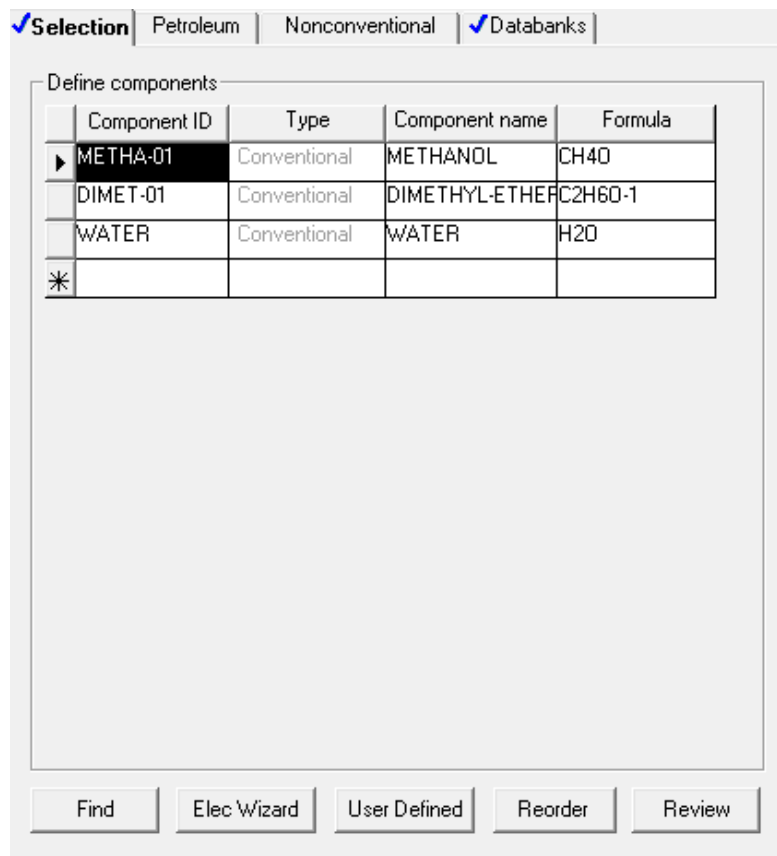 Selection Petroleum Nonconventional Databanks
Define components
Component ID Type Component name Formula
METHA-01 Conventional METHANOL CH4O
DIMET-01 Conventional DIMETHYL-ETHER C2H6O-1
WATER Conventional WATER H2O
Find Elec Wizard User Defined Reorder Review